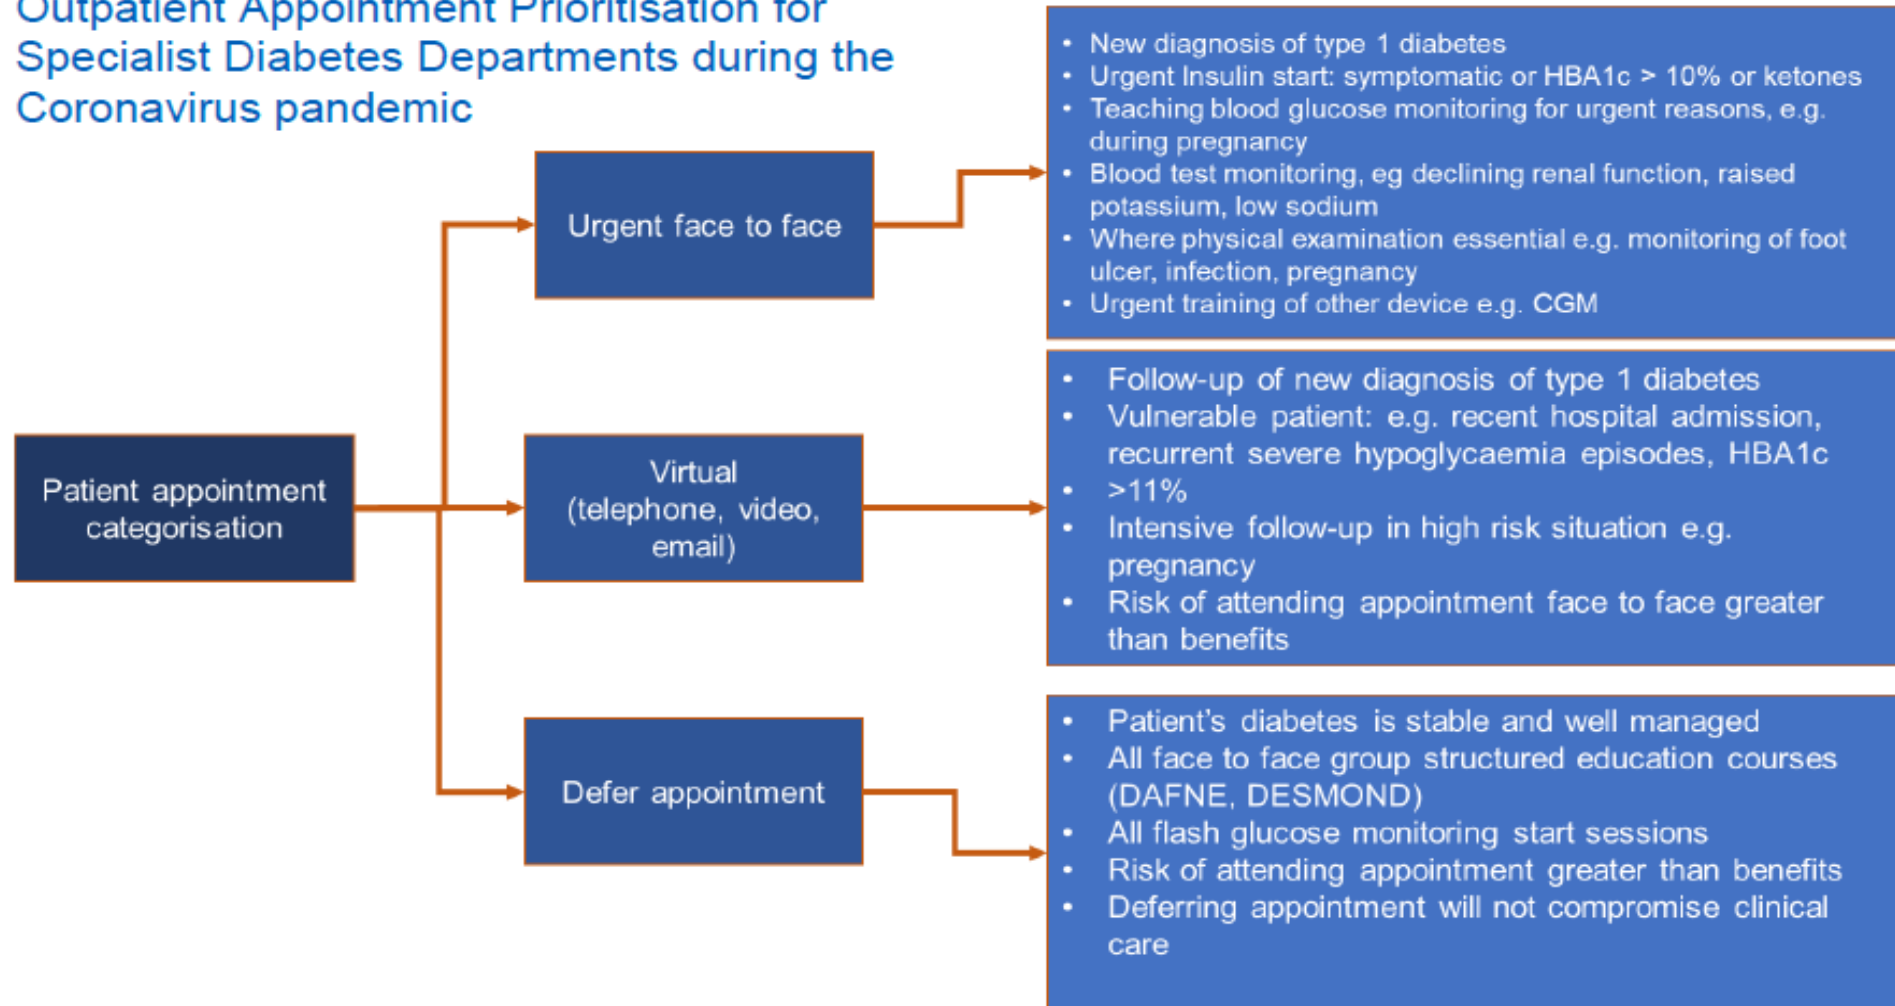 Outpatient Appointment Prioritisation for
Specialist Diabetes Departments during the
Coronavirus pandemic
Patient appointment
categorisation
Urgent face to face
• New diagnosis of type 1 diabetes
• Urgent Insulin start: symptomatic or HBA1c > 10% or ketones
• Teaching blood glucose monitoring for urgent reasons, e.g.
during pregnancy
• Blood test monitoring, eg declining renal function, raised
potassium, low sodium
• Where physical examination essential e.g. monitoring of foot
ulcer, infection, pregnancy
• Urgent training of other device e.g. CGM
Virtual
(telephone, video,
email)
• Follow-up of new diagnosis of type 1 diabetes
• Vulnerable patient: e.g. recent hospital admission,
recurrent severe hypoglycaemia episodes, HBA1c
• >11%
• Intensive follow-up in high risk situation e.g.
pregnancy
• Risk of attending appointment face to face greater
than benefits
Defer appointment
• Patient's diabetes is stable and well managed
• All face to face group structured education courses
(DAFNE, DESMOND)
• All flash glucose monitoring start sessions
• Risk of attending appointment greater than benefits
• Deferring appointment will not compromise clinical
care